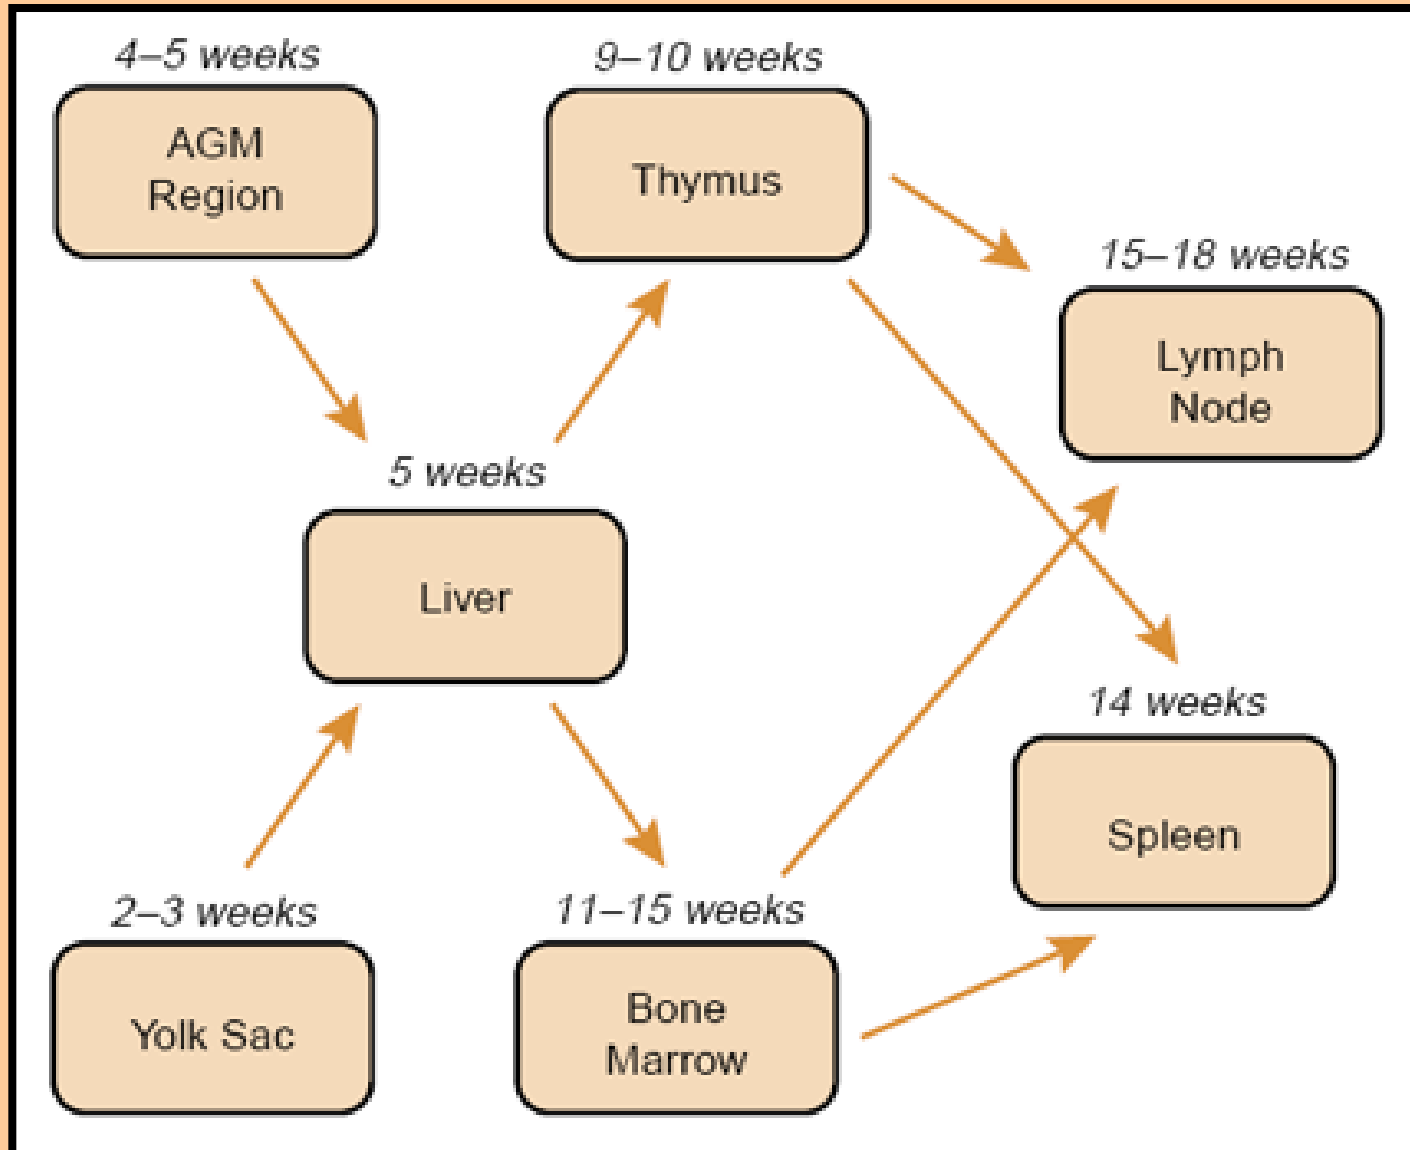 4–5 weeks
AGM
Region
9–10 weeks
Thymus
15–18 weeks
Lymph
Node
5 weeks
Liver
14 weeks
Spleen
2–3 weeks
Yolk Sac
11–15 weeks
Bone
Marrow